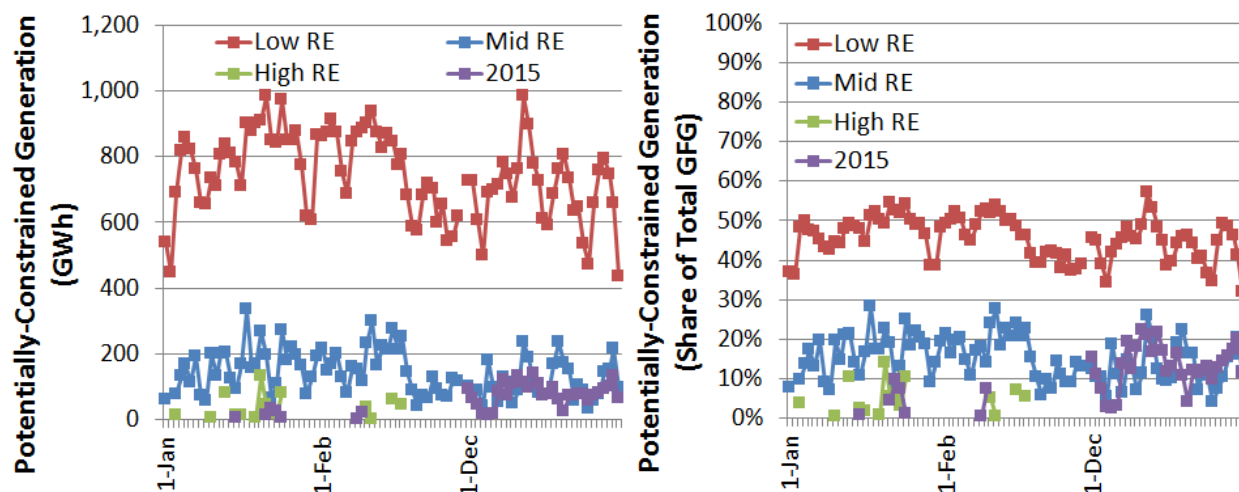 Potentially-Constrained Generation
(GWh)
1,200
1,000
800
600
400
200
0
Low RE
Mid RE
High RE
2015
1-Jan
1-Feb
1-Dec
Potentially-Constrained Generation
(Share of Total GFG)
100%
90%
80%
70%
60%
50%
40%
30%
20%
10%
0%
Low RE
Mid RE
High RE
2015
1-Jan
1-Feb
1-Dec